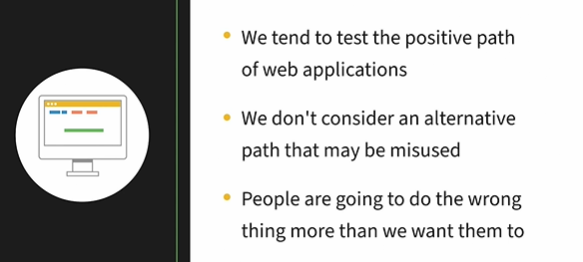 • We tend to test the positive path
of web applications
• We don't consider an alternative
path that may be misused
• People are going to do the wrong
thing more than we want them to